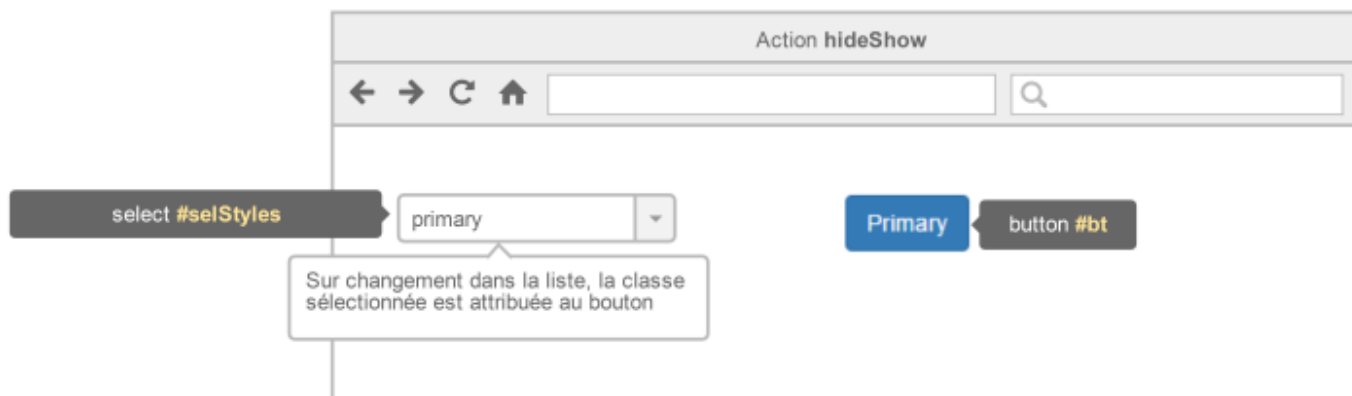 Action hideShow
select #selStyles
primary
Primary
button #bt
Sur changement dans la liste, la classe
sélectionnée est attribuée au bouton